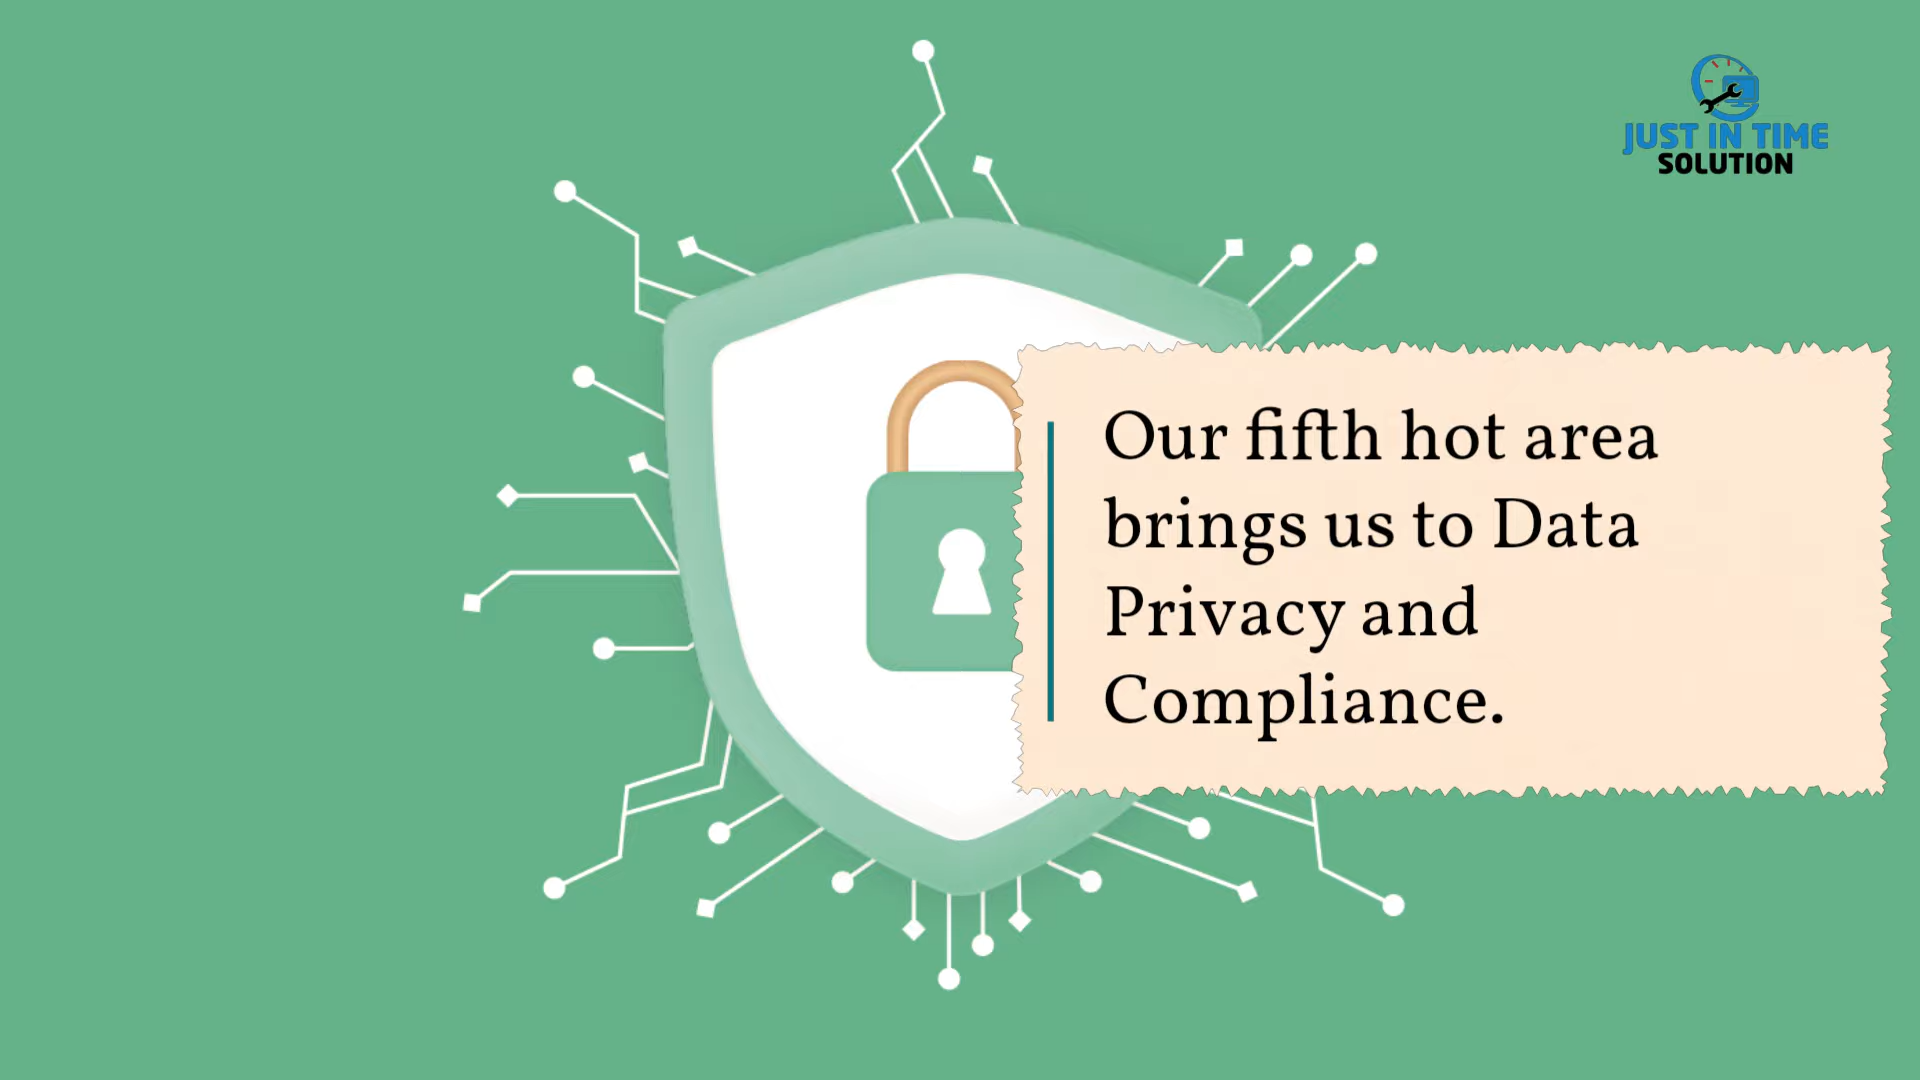 JUST IN TIME
SOLUTION
Our fifth hot area
brings us to Data
Privacy and
Compliance.